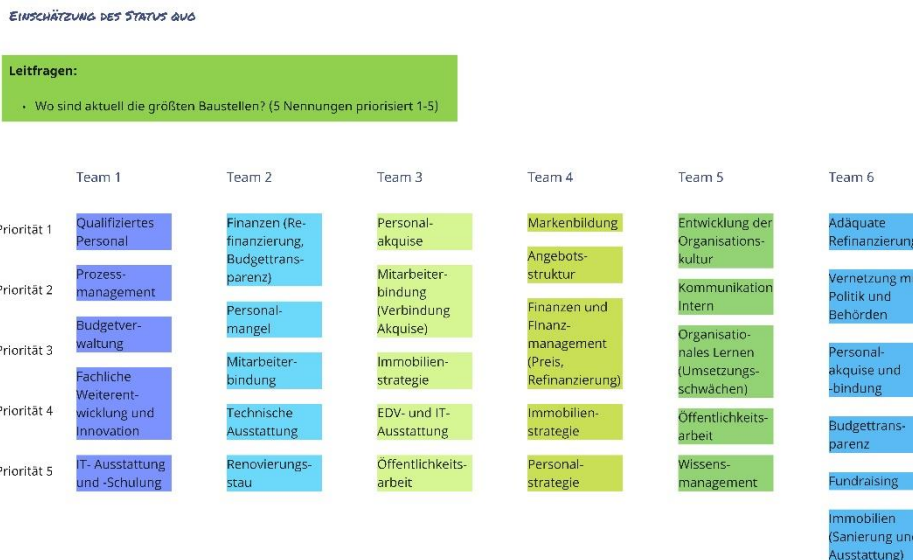 Einschätzung des Status quo
Leitfragen:
• Wo sind aktuell die größten Baustellen? (5 Nennungen priorisiert 1-5)
Team 1
Team 2
Team 3
Team 4
Team 5
Team 6
Priorität 1
Priorität 2
Priorität 3
Priorität 4
Priorität 5
Qualifiziertes
Personal
Prozess-
management
Budgetver-
waltung
Fachliche
Weiterent-
wicklung und
Innovation
IT- Ausstattung
und -Schulung
Finanzen (Re-
finanzierung,
Budgettrans-
parenz)
Personal-
mangel
Mitarbeiter-
bindung
Technische
Ausstattung
Renovierungs-
stau
Personal-
akquise
Mitarbeiter-
bindung
(Verbindung
Akquise)
Immobilien-
strategie
EDV- und IT-
Ausstattung
Öffentlichkeits-
arbeit
Markenbildung
Angebots-
struktur
Finanzen und
FInanz-
management
(Preis,
Refinanzierung)
Immobilien-
strategie
Personal-
strategie
Entwicklung der
Organisations-
kultur
Kommunikation
Intern
Organisatio-
nales Lernen
(Umsetzungs-
schwächen)
Öffentlichkeits-
arbeit
Wissens-
management
Adäquate
Refinanzierung
Vernetzung m
Politik und
Behörden
Personal-
akquise und
-bindung
Budgettrans-
parenz
Fundraising
Immobilien
(Sanierung und
Ausstattung)